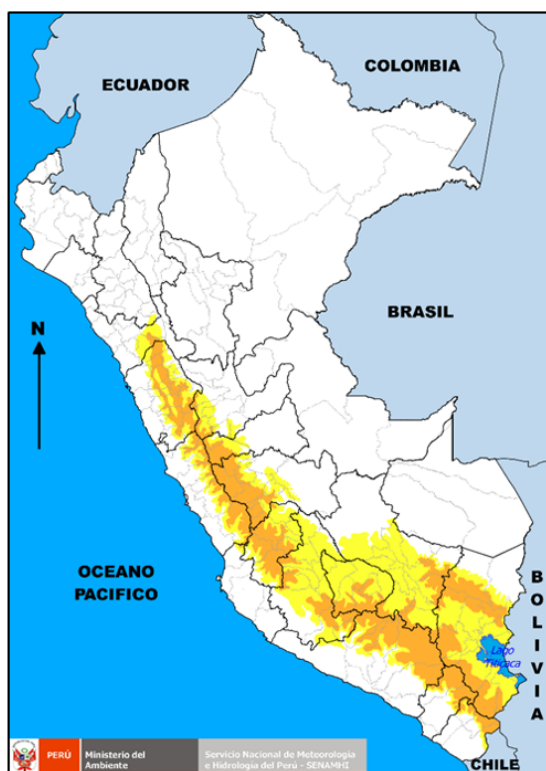 COLOMBIA
ECUADOR
BRASIL
N
OCEANO
PACIFICO
BOLIVIA
Lago
Titicaca
CHILE
PERÚ
Ministerio del
Ambiente
Servicio Nacional de Meteorología
e Hidrología del Perú - SENAMHI